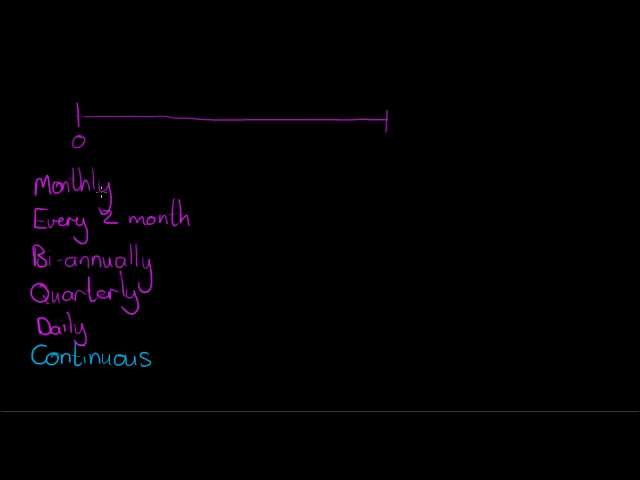 0
Monthly
Every 2 month
Bi-annually
Quarterly
Daily
Continuous